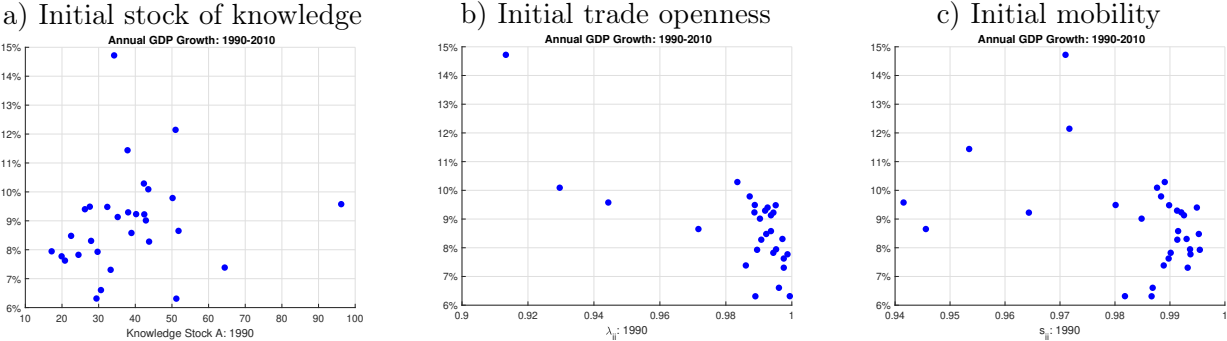 a) Initial stock of knowledge
Annual GDP Growth: 1990-2010
15%
14%
13%
12%
11%
10%
9%
8%
7%
6%
10 20 30 40 50 60 70 80 90 100
Knowledge Stock A: 1990
b) Initial trade openness
Annual GDP Growth: 1990-2010
15%
14%
13%
12%
11%
10%
9%
8%
7%
6%
0.9 0.92 0.94 0.96 0.98 1
λii: 1990
c) Initial mobility
Annual GDP Growth: 1990-2010
15%
14%
13%
12%
11%
10%
9%
8%
7%
6%
0.94 0.95 0.96 0.97 0.98 0.99 1
sii: 1990